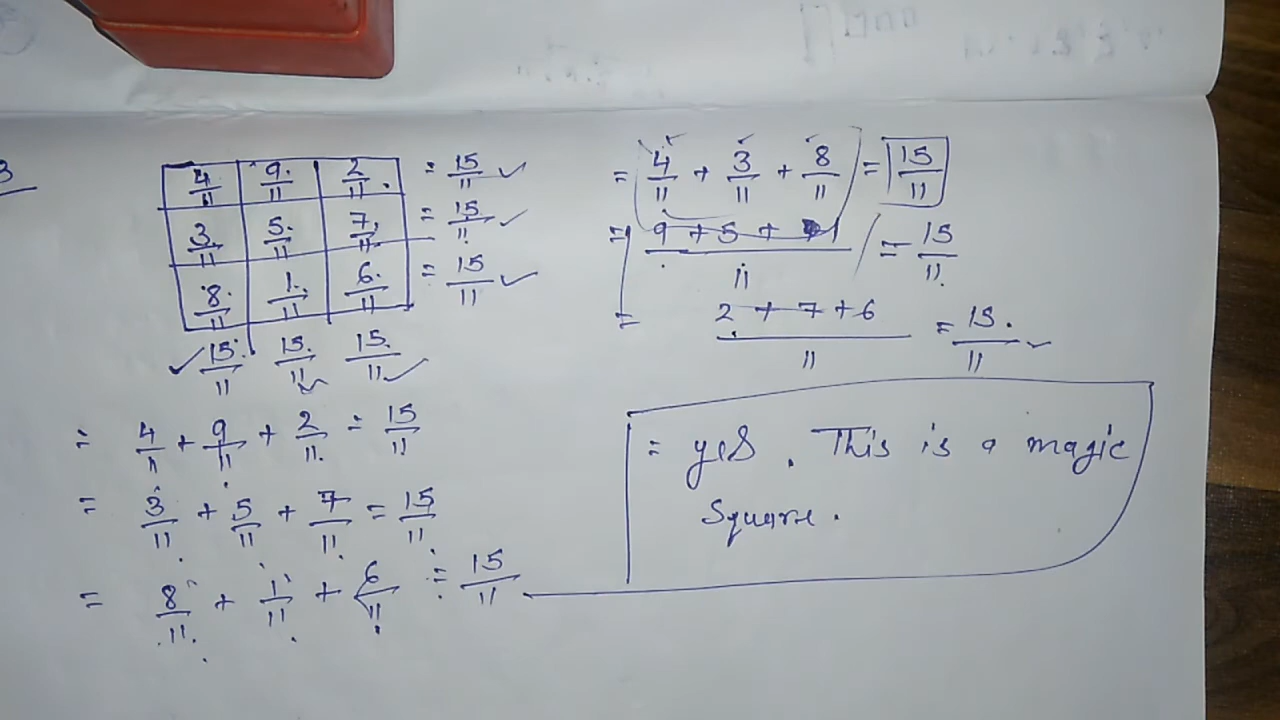 3
4/11 9/11 2/11 = 15/11 ✓
3/11 5/11 7/11 = 15/11 ✓
8/11 1/11 6/11 = 15/11 ✓
✓ 15/11 15/11 ✓ 15/11 ✓
= 4/11 + 9/11 + 2/11 = 15/11
= 3/11 + 5/11 + 7/11 = 15/11
= 8/11 + 1/11 + 6/11 = 15/11
= 4/11 + 3/11 + 8/11 = 15/11
= (9 + 5 + 1)/11 = 15/11
= (2 + 7 + 6)/11 = 15/11 ✓
= yes. This is a magic
Square.